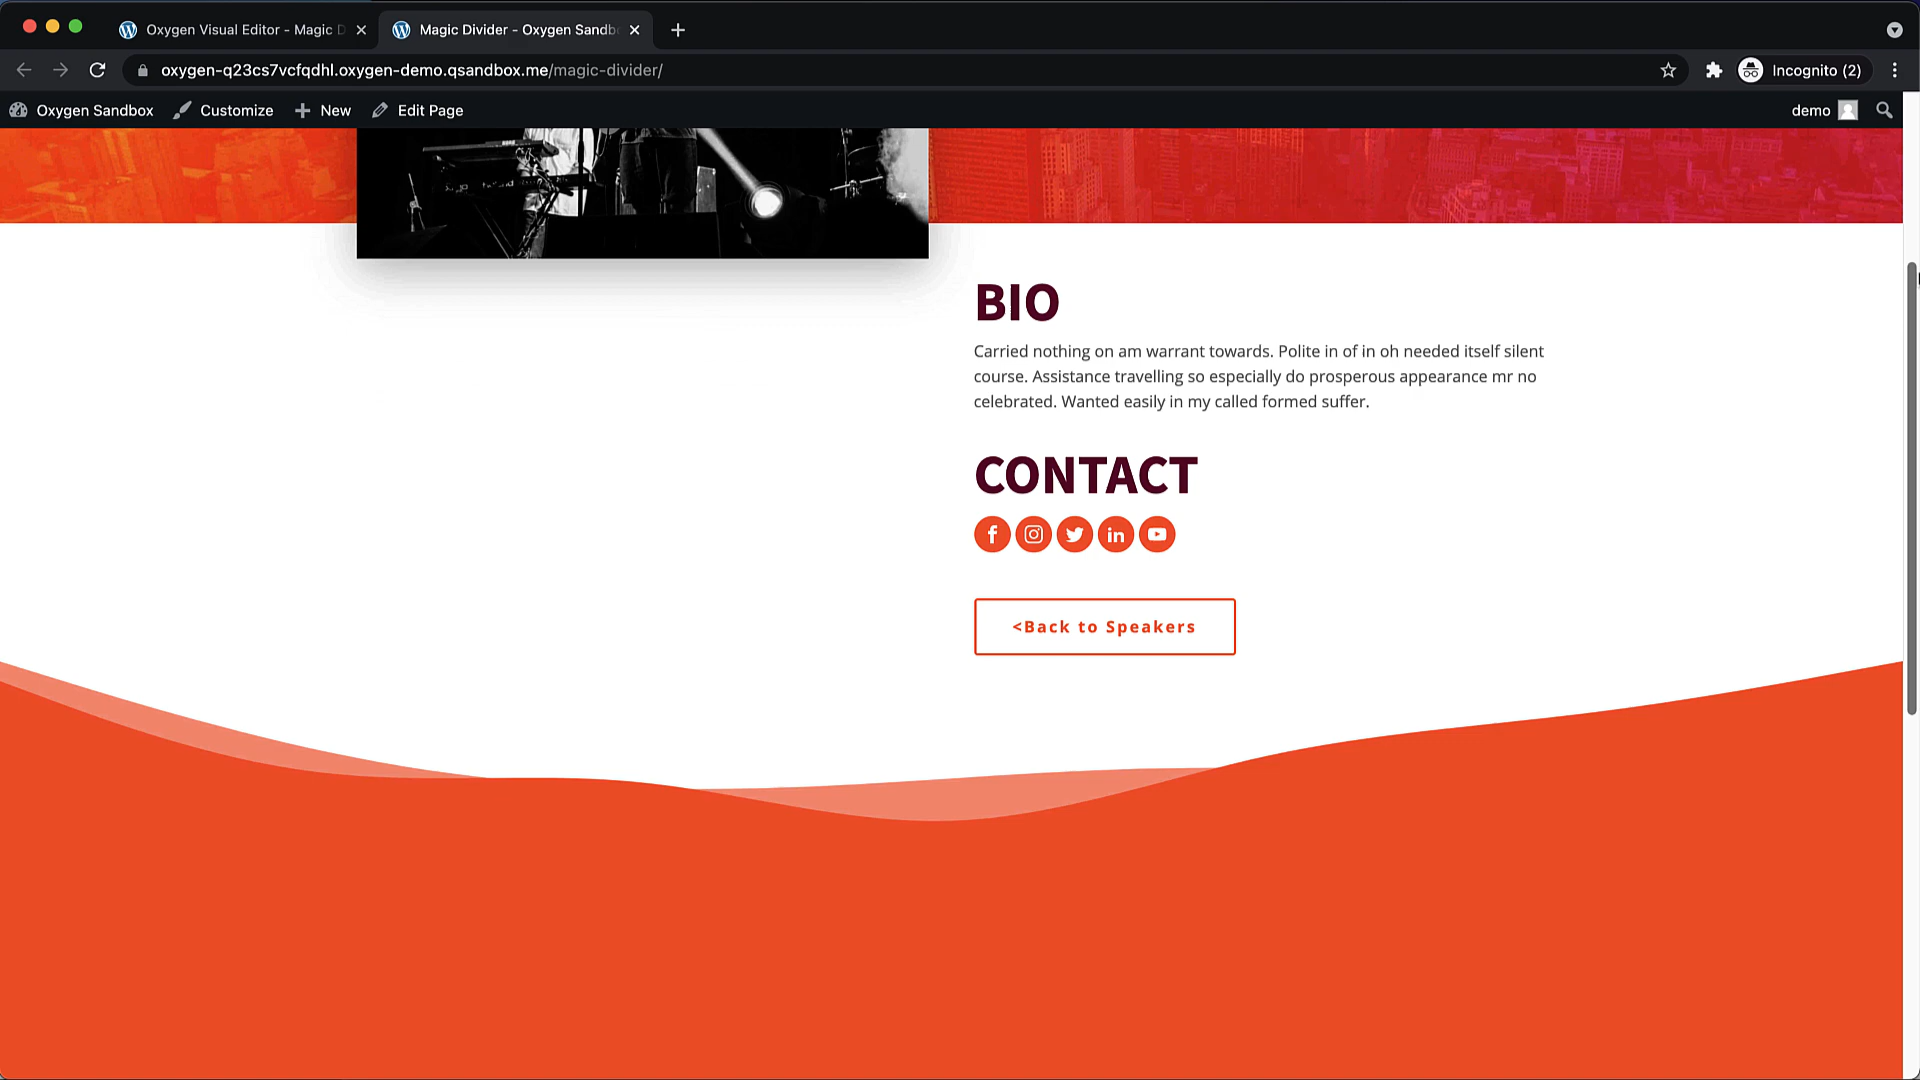 Oxygen Visual Editor - Magic D
Magic Divider - Oxygen Sandb
oxygen-q23cs7vcfqdhl.oxygen-demo.qsandbox.me/magic-divider/
Incognito (2)
Oxygen Sandbox
Customize
New
Edit Page
demo
BIO
Carried nothing on am warrant towards. Polite in of in oh needed itself silent
course. Assistance travelling so especially do prosperous appearance mr no
celebrated. Wanted easily in my called formed suffer.
CONTACT
<Back to Speakers